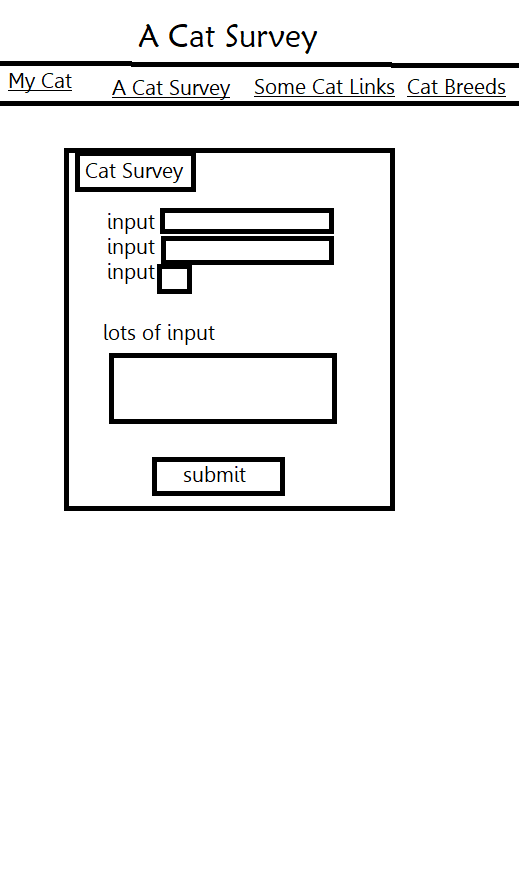 A Cat Survey
My Cat A Cat Survey Some Cat Links Cat Breeds
Cat Survey
input
input
input
lots of input
submit